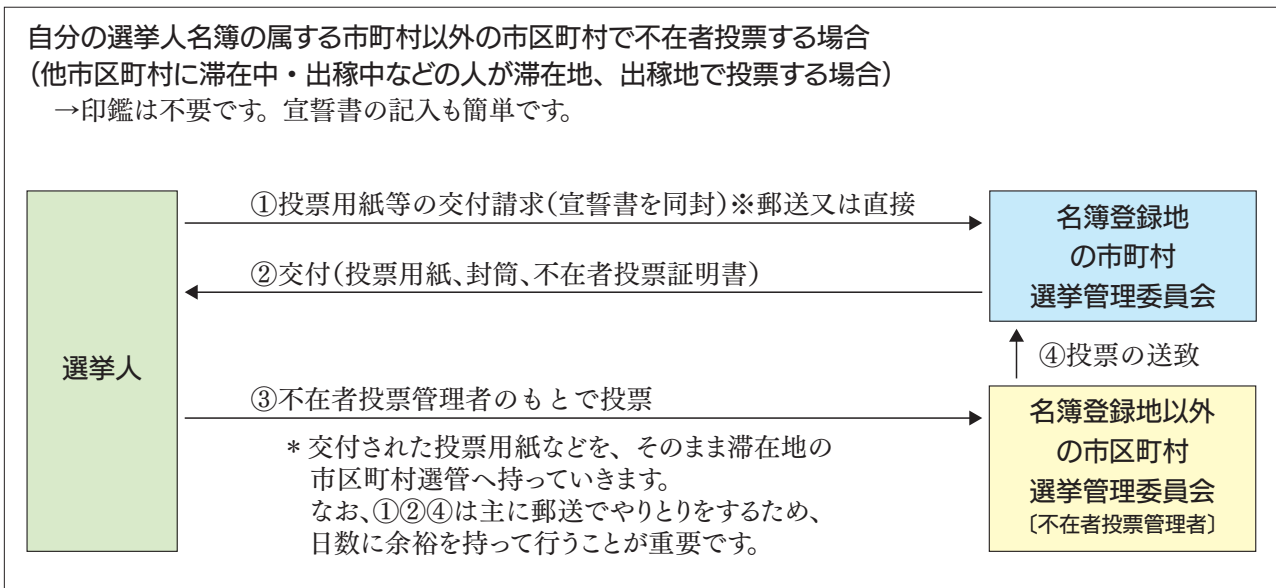 自分の選挙人名簿の属する市町村以外の市区町村で不在者投票する場合
(他市区町村に滞在中・出稼中などの人が滞在地、出稼地で投票する場合)
→印鑑は不要です。宣誓書の記入も簡単です。
選挙人
①投票用紙等の交付請求(宣誓書を同封)※郵送又は直接
②交付(投票用紙、封筒、不在者投票証明書)
名簿登録地
の市町村
選挙管理委員会
④投票の送致
③不在者投票管理者のもとで投票
*交付された投票用紙などを、そのまま滞在地の
市区町村選管へ持っていきます。
なお、①②④は主に郵送でやりとりをするため、
日数に余裕を持って行うことが重要です。
名簿登録地以外
の市区町村
選挙管理委員会
〔不在者投票管理者〕